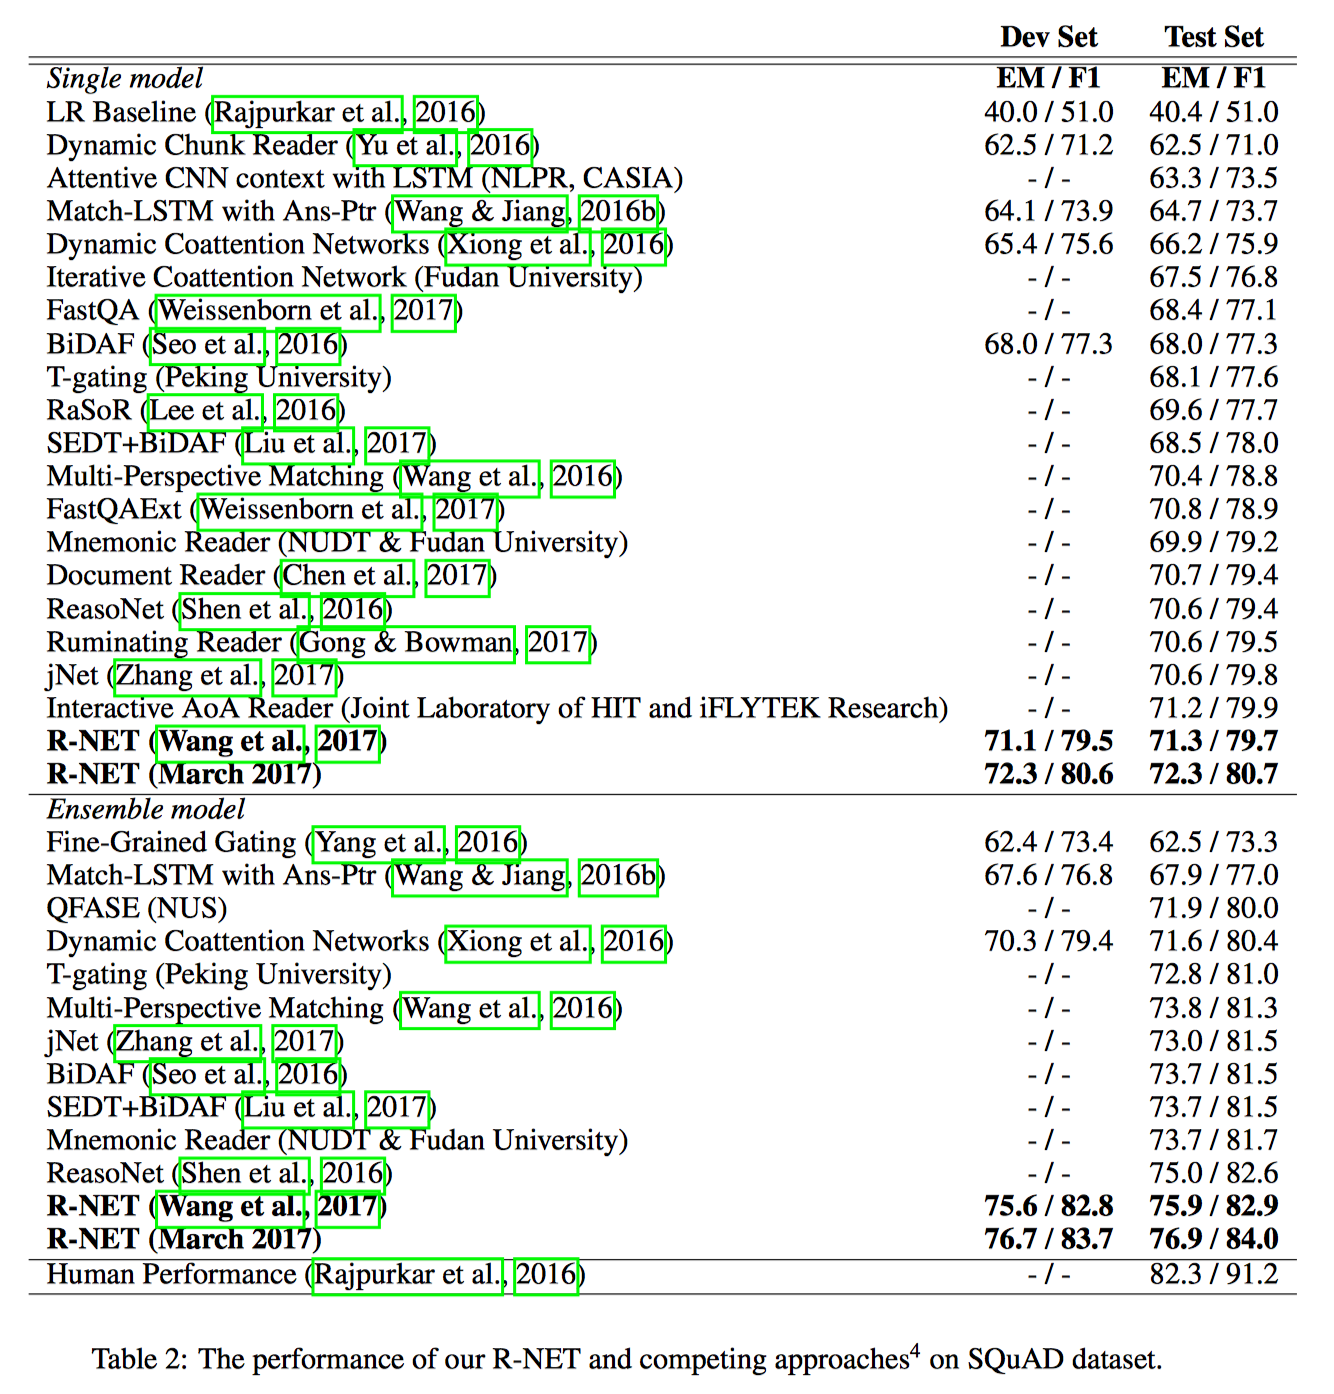 Dev Set Test Set
Single model EM / F1 EM / F1
LR Baseline (Rajpurkar et al., 2016) 40.0 / 51.0 40.4 / 51.0
Dynamic Chunk Reader (Yu et al., 2016) 62.5 / 71.2 62.5 / 71.0
Attentive CNN context with LSTM (NLPR, CASIA) - / - 63.3 / 73.5
Match-LSTM with Ans-Ptr (Wang & Jiang, 2016b) 64.1 / 73.9 64.7 / 73.7
Dynamic Coattention Networks (Xiong et al., 2016) 65.4 / 75.6 66.2 / 75.9
Iterative Coattention Network (Fudan University) - / - 67.5 / 76.8
FastQA (Weissenborn et al., 2017) - / - 68.4 / 77.1
BiDAF (Seo et al., 2016) 68.0 / 77.3 68.0 / 77.3
T-gating (Peking University) - / - 68.1 / 77.6
RaSoR (Lee et al., 2016) - / - 69.6 / 77.7
SEDT+BiDAF (Liu et al., 2017) - / - 68.5 / 78.0
Multi-Perspective Matching (Wang et al., 2016) - / - 70.4 / 78.8
FastQAExt (Weissenborn et al., 2017) - / - 70.8 / 78.9
Mnemonic Reader (NUDT & Fudan University) - / - 69.9 / 79.2
Document Reader (Chen et al., 2017) - / - 70.7 / 79.4
ReasoNet (Shen et al., 2016) - / - 70.6 / 79.4
Ruminating Reader (Gong & Bowman, 2017) - / - 70.6 / 79.5
jNet (Zhang et al., 2017) - / - 70.6 / 79.8
Interactive AoA Reader (Joint Laboratory of HIT and iFLYTEK Research) - / - 71.2 / 79.9
R-NET (Wang et al., 2017) 71.1 / 79.5 71.3 / 79.7
R-NET (March 2017) 72.3 / 80.6 72.3 / 80.7
Ensemble model
Fine-Grained Gating (Yang et al., 2016) 62.4 / 73.4 62.5 / 73.3
Match-LSTM with Ans-Ptr (Wang & Jiang, 2016b) 67.6 / 76.8 67.9 / 77.0
QFASE (NUS) - / - 71.9 / 80.0
Dynamic Coattention Networks (Xiong et al., 2016) 70.3 / 79.4 71.6 / 80.4
T-gating (Peking University) - / - 72.8 / 81.0
Multi-Perspective Matching (Wang et al., 2016) - / - 73.8 / 81.3
jNet (Zhang et al., 2017) - / - 73.0 / 81.5
BiDAF (Seo et al., 2016) - / - 73.7 / 81.5
SEDT+BiDAF (Liu et al., 2017) - / - 73.7 / 81.5
Mnemonic Reader (NUDT & Fudan University) - / - 73.7 / 81.7
ReasoNet (Shen et al., 2016) - / - 75.0 / 82.6
R-NET (Wang et al., 2017) 75.6 / 82.8 75.9 / 82.9
R-NET (March 2017) 76.7 / 83.7 76.9 / 84.0
Human Performance (Rajpurkar et al., 2016) - / - 82.3 / 91.2
Table 2: The performance of our R-NET and competing approaches⁴ on SQuAD dataset.